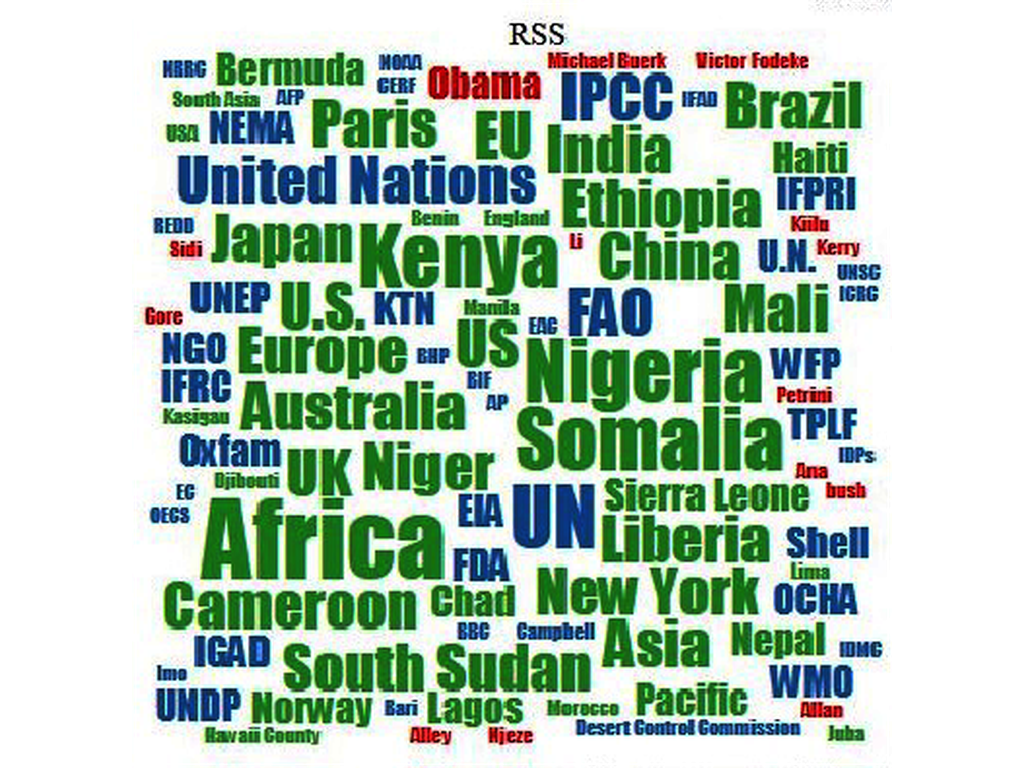 RSS
NRRC Bermuda NOAA Michael Buerk Victor Fodeke
South Asia AFP CERF Obama IPCC IFAD Brazil
USA NEMA Paris EU India Haiti
United Nations Ethiopia IFPRI
REDD Benin England Kiilu
Sidi Japan Kenya Li China U.N. Kerry
UNSC
Gore UNEP U.S. KTN Manila FAO Mali ICRC
NGO Europe BHP US EAC Nigeria WFP
IFRC BIF Petrini
Kasigau Australia AP Somalia TPLF
Oxfam UK Niger IDPs
Djibouti Ana
EC EIA UN Sierra Leone bush
OECS Africa Liberia Shell
FDA Lima
Cameroon Chad New York OCHA
BBC Campbell Asia Nepal IDMC
Imo IGAD South Sudan WMO
UNDP Norway Bari Lagos Morocco Pacific Allan
Hawaii County Alley Njeze Desert Control Commission Juba